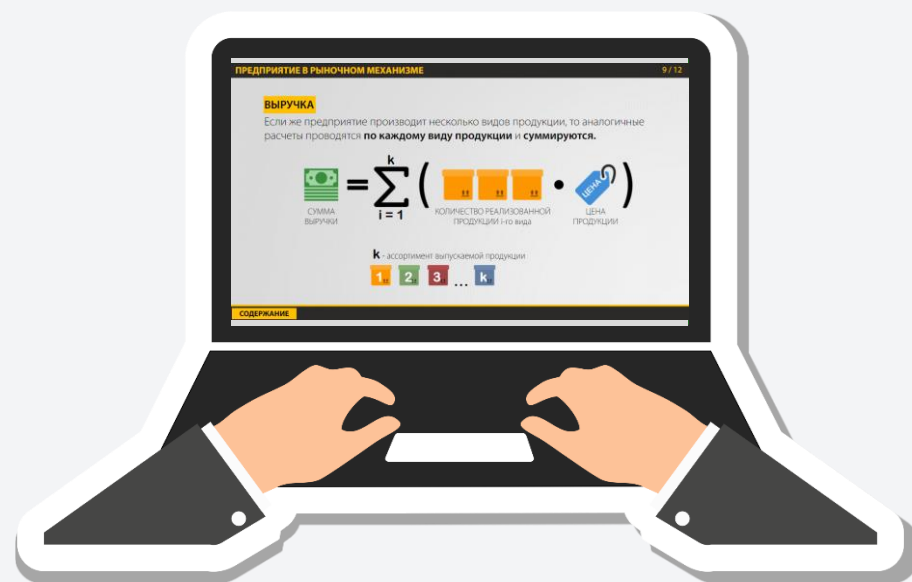 ПРЕДПРИЯТИЕ В РЫНОЧНОМ МЕХАНИЗМЕ
9 / 12
ВЫРУЧКА
Если же предприятие производит несколько видов продукции, то аналогичные
расчеты проводятся по каждому виду продукции и суммируются.
k
= Σ ( • ЦЕНА )
i = 1
СУММА
ВЫРУЧКИ
КОЛИЧЕСТВО РЕАЛИЗОВАННОЙ
ПРОДУКЦИИ i-го вида
ЦЕНА
ПРОДУКЦИИ
k - ассортимент выпускаемой продукции
1 2 3 ... k
СОДЕРЖАНИЕ